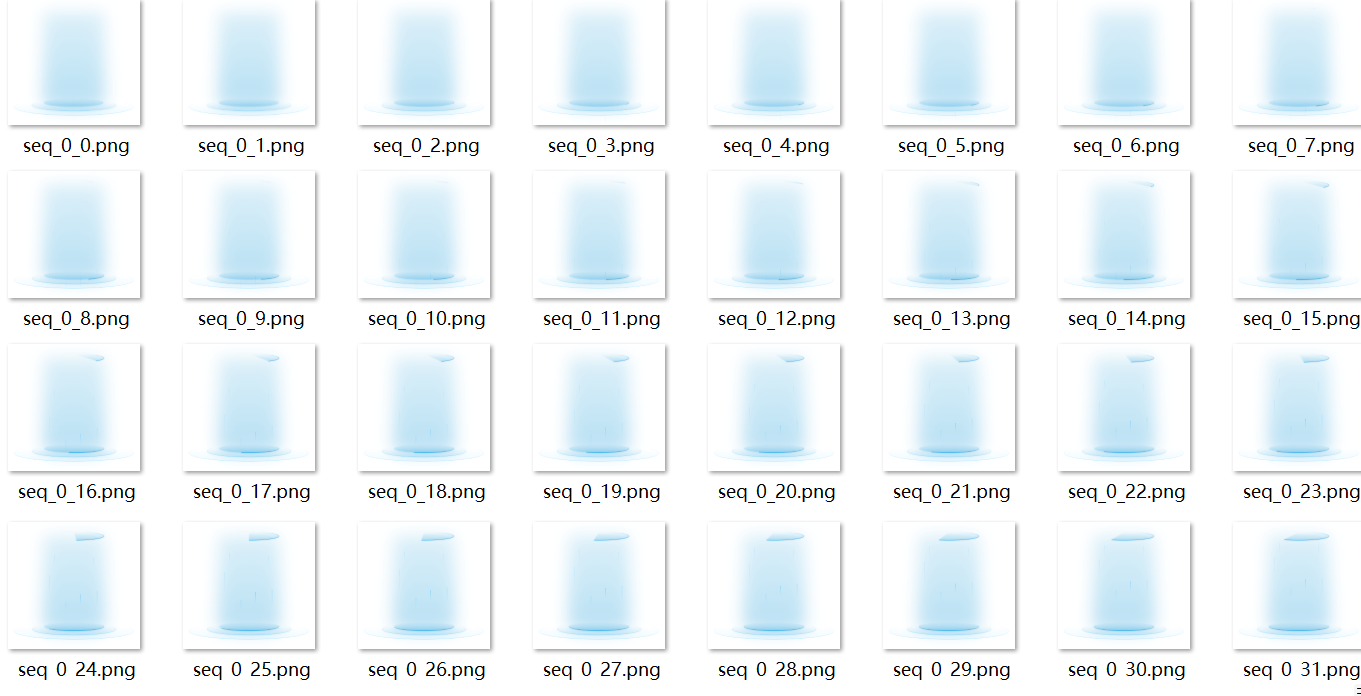 seq_0_0.png seq_0_1.png seq_0_2.png seq_0_3.png seq_0_4.png seq_0_5.png seq_0_6.png seq_0_7.png
seq_0_8.png seq_0_9.png seq_0_10.png seq_0_11.png seq_0_12.png seq_0_13.png seq_0_14.png seq_0_15.png
seq_0_16.png seq_0_17.png seq_0_18.png seq_0_19.png seq_0_20.png seq_0_21.png seq_0_22.png seq_0_23.png
seq_0_24.png seq_0_25.png seq_0_26.png seq_0_27.png seq_0_28.png seq_0_29.png seq_0_30.png seq_0_31.png